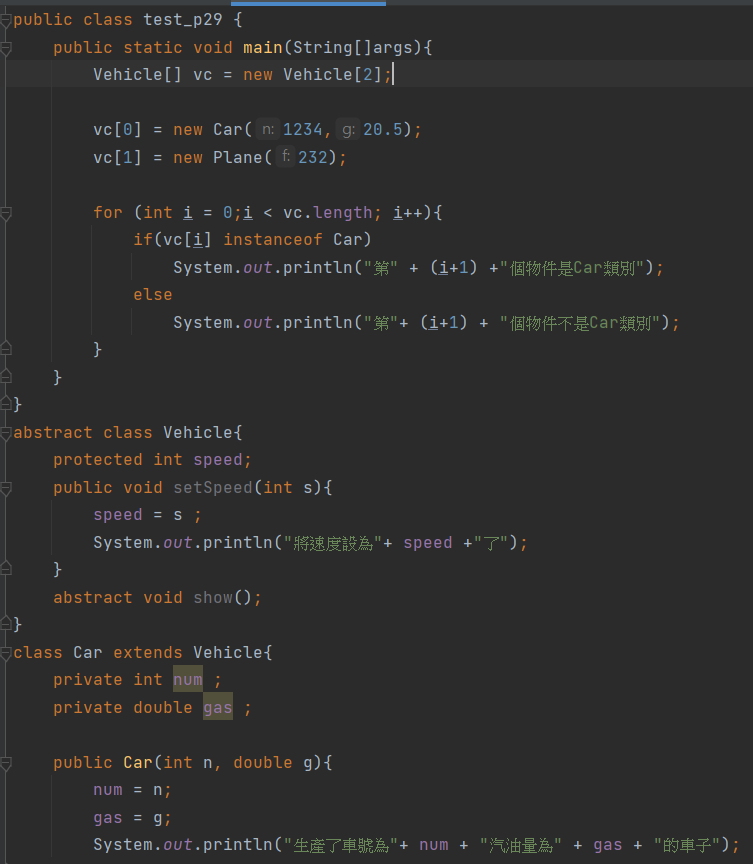 public class test_p29 {
public static void main(String[]args){
Vehicle[] vc = new Vehicle[2];
vc[0] = new Car( n: 1234, g: 20.5);
vc[1] = new Plane( f: 232);
for (int i = 0;i < vc.length; i++){
if(vc[i] instanceof Car)
System.out.println("第" + (i+1) +"個物件是Car類別");
else
System.out.println("第"+ (i+1) + "個物件不是Car類別");
}
}
}
abstract class Vehicle{
protected int speed;
public void setSpeed(int s){
speed = s ;
System.out.println("將速度設為"+ speed +"了");
}
abstract void show();
}
class Car extends Vehicle{
private int num ;
private double gas ;
public Car(int n, double g){
num = n;
gas = g;
System.out.println("生產了車號為"+ num + "汽油量為" + gas + "的車子");